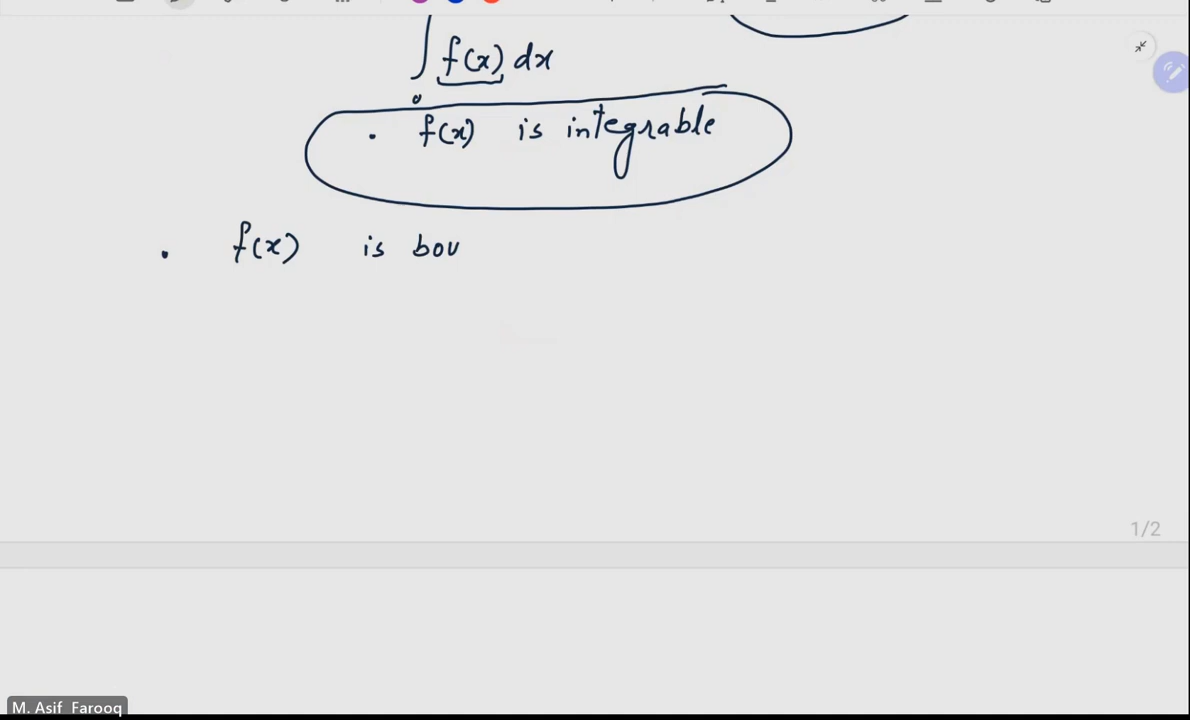 ∫ f(x) dx
0
. f(x) is integrable
. f(x) is bou
1/2
M. Asif Farooq